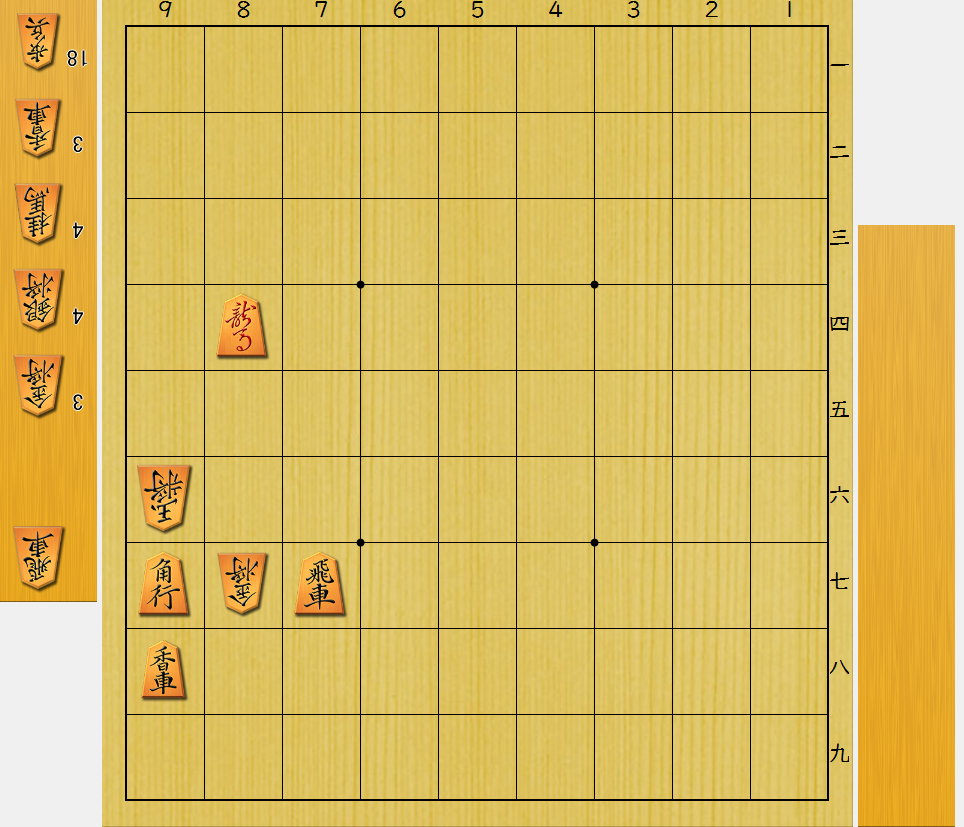 9 8 7 6 5 4 3 2 1
一
二
三
四
五
六
七
八
九
歩兵 18
香車 3
桂馬 4
銀将 4
金将 3
飛車
龍馬
玉将
角行 金将 飛車
香車